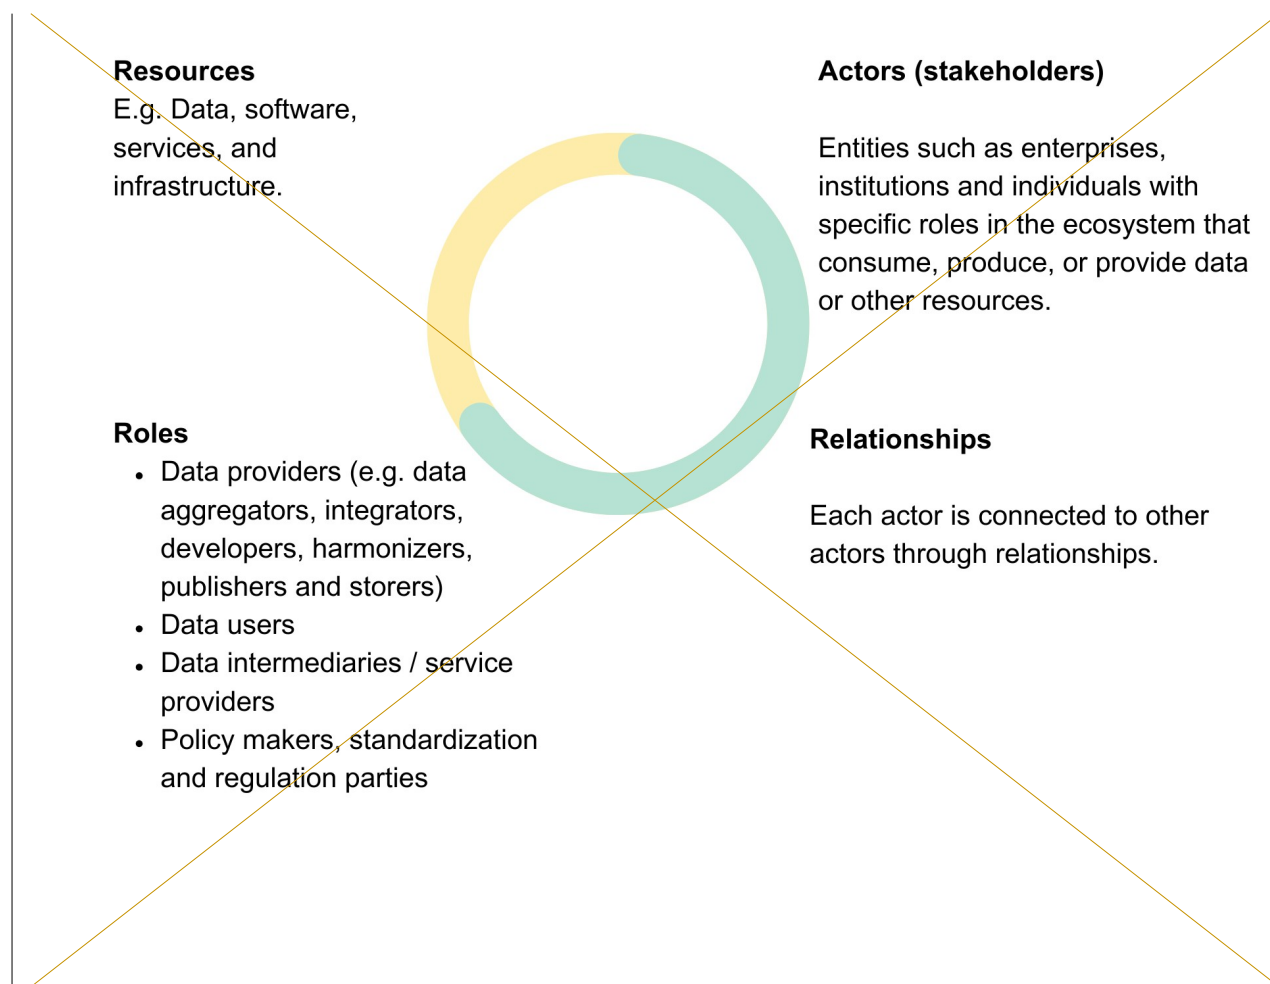 Resources
E.g. Data, software,
services, and
infrastructure.
Actors (stakeholders)
Entities such as enterprises,
institutions and individuals with
specific roles in the ecosystem that
consume, produce, or provide data
or other resources.
Roles
• Data providers (e.g. data
aggregators, integrators,
developers, harmonizers,
publishers and storers)
• Data users
• Data intermediaries / service
providers
• Policy makers, standardization
and regulation parties
Relationships
Each actor is connected to other
actors through relationships.